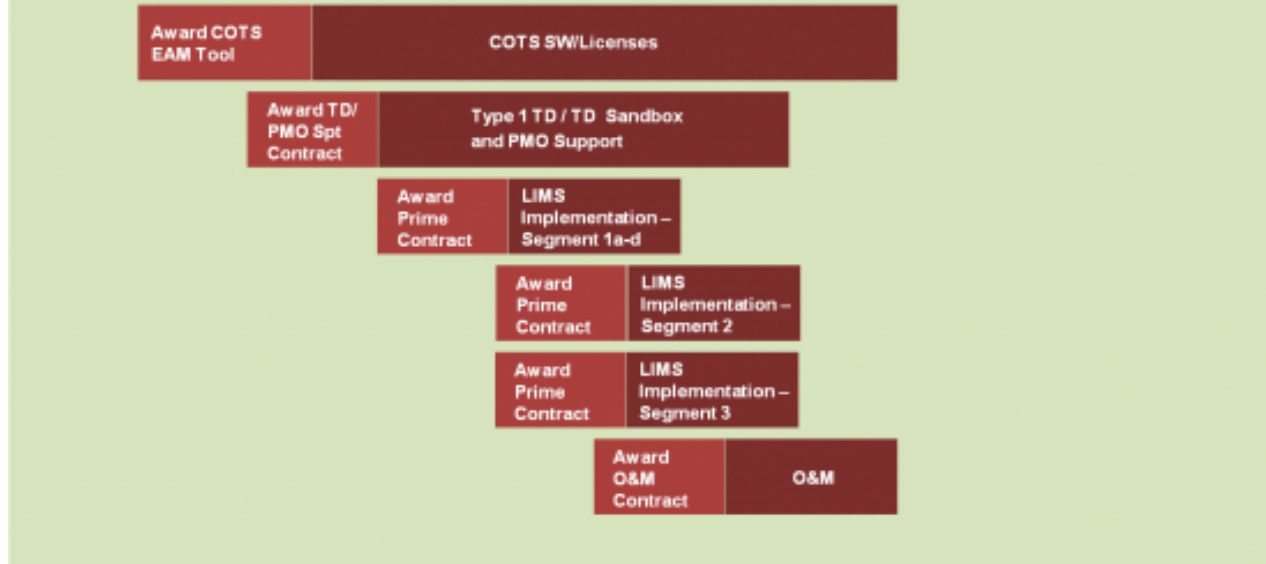 Award COTS
EAM Tool
COTS SW/Licenses
Award TD/
PMO Spt
Contract
Type 1 TD / TD Sandbox
and PMO Support
Award
Prime
Contract
LIMS
Implementation –
Segment 1a-d
Award
Prime
Contract
LIMS
Implementation –
Segment 2
Award
Prime
Contract
LIMS
Implementation –
Segment 3
Award
O&M
Contract
O&M